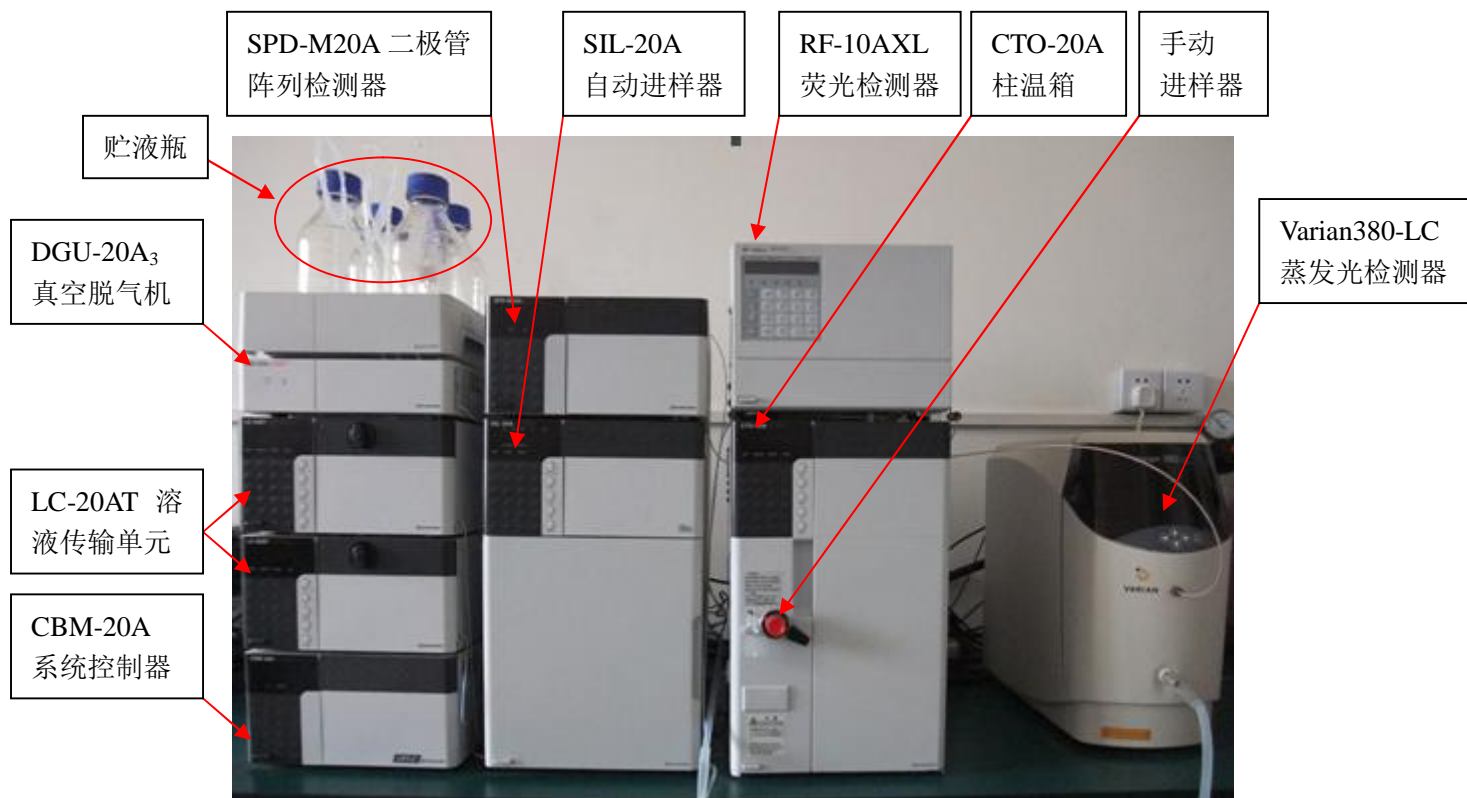 SPD-M20A 二极管
阵列检测器
SIL-20A
自动进样器
RF-10AXL
荧光检测器
CTO-20A
柱温箱
手动
进样器
贮液瓶
DGU-20A₃
真空脱气机
Varian380-LC
蒸发光检测器
LC-20AT 溶
液传输单元
CBM-20A
系统控制器
VARIAN